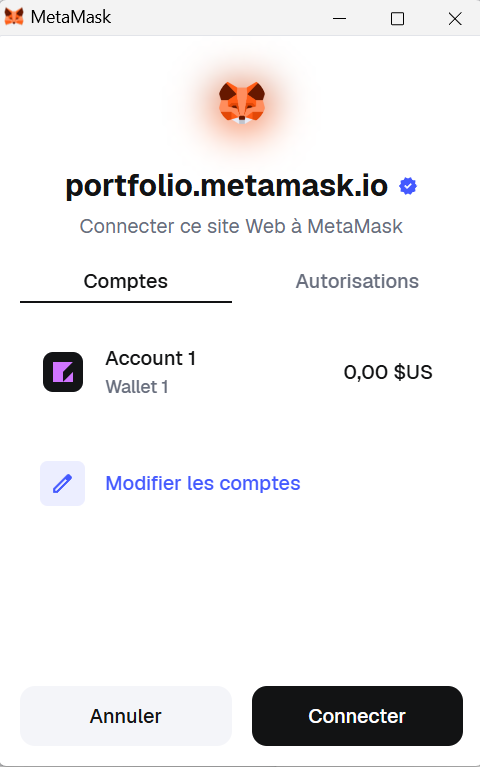 MetaMask
portfolio.metamask.io
Connecter ce site Web à MetaMask
Comptes Autorisations
Account 1
Wallet 1
0,00 $US
Modifier les comptes
Annuler Connecter